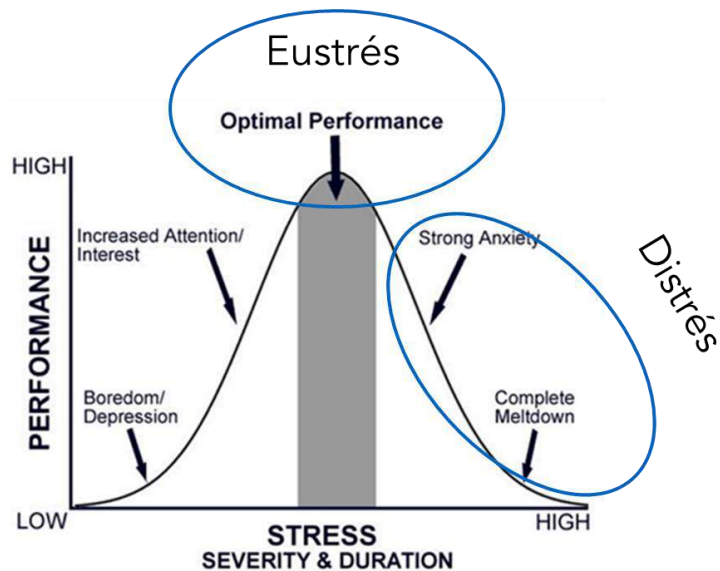 Eustrés
Optimal Performance
HIGH
Increased Attention/
Interest
Strong Anxiety
Distrés
PERFORMANCE
Boredom/
Depression
Complete
Meltdown
LOW
HIGH
STRESS
SEVERITY & DURATION